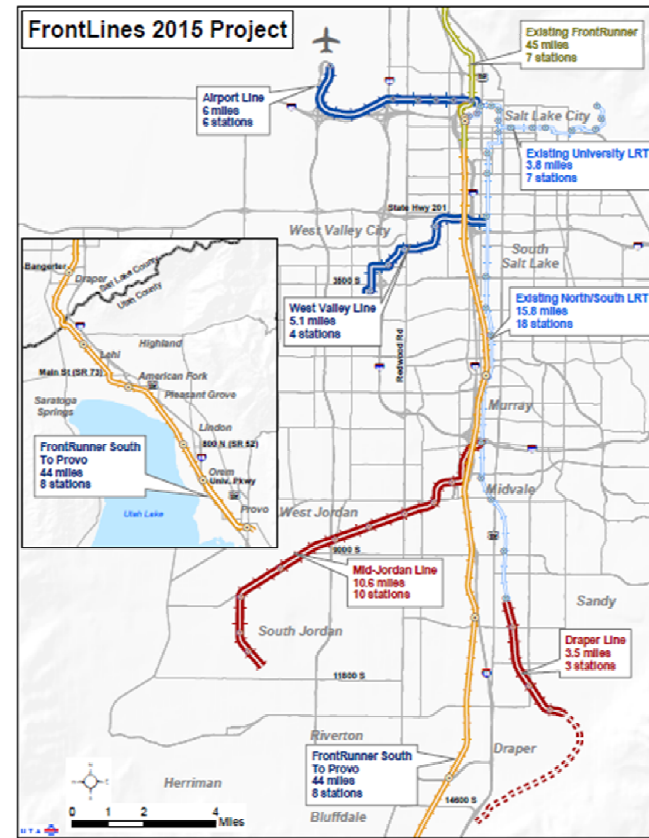 FrontLines 2015 Project
Existing FrontRunner
45 miles
7 stations
Airport Line
6 miles
6 stations
Salt Lake City
Existing University LRT
3.8 miles
7 stations
State Hwy 201
West Valley City
South
Salt Lake
3500 S
West Valley Line
5.1 miles
4 stations
Existing North/South LRT
15.8 miles
18 stations
Redwood Rd
Murray
Midvale
West Jordan
9000 S
Mid-Jordan Line
10.6 miles
10 stations
Sandy
South Jordan
Draper Line
3.5 miles
3 stations
11800 S
Riverton
Draper
FrontRunner South
To Provo
44 miles
8 stations
Herriman
14600 S
Bluffdale
0 1 2 4
Miles
UTA
Bangerter
Draper
Salt Lake County
Utah County
Lehi
Highland
Main St (SR 73)
American Fork
Pleasant Grove
Saratoga
Springs
Lindon
800 N (SR 52)
FrontRunner South
To Provo
44 miles
8 stations
Orem
Univ. Pkwy
Utah Lake
Provo